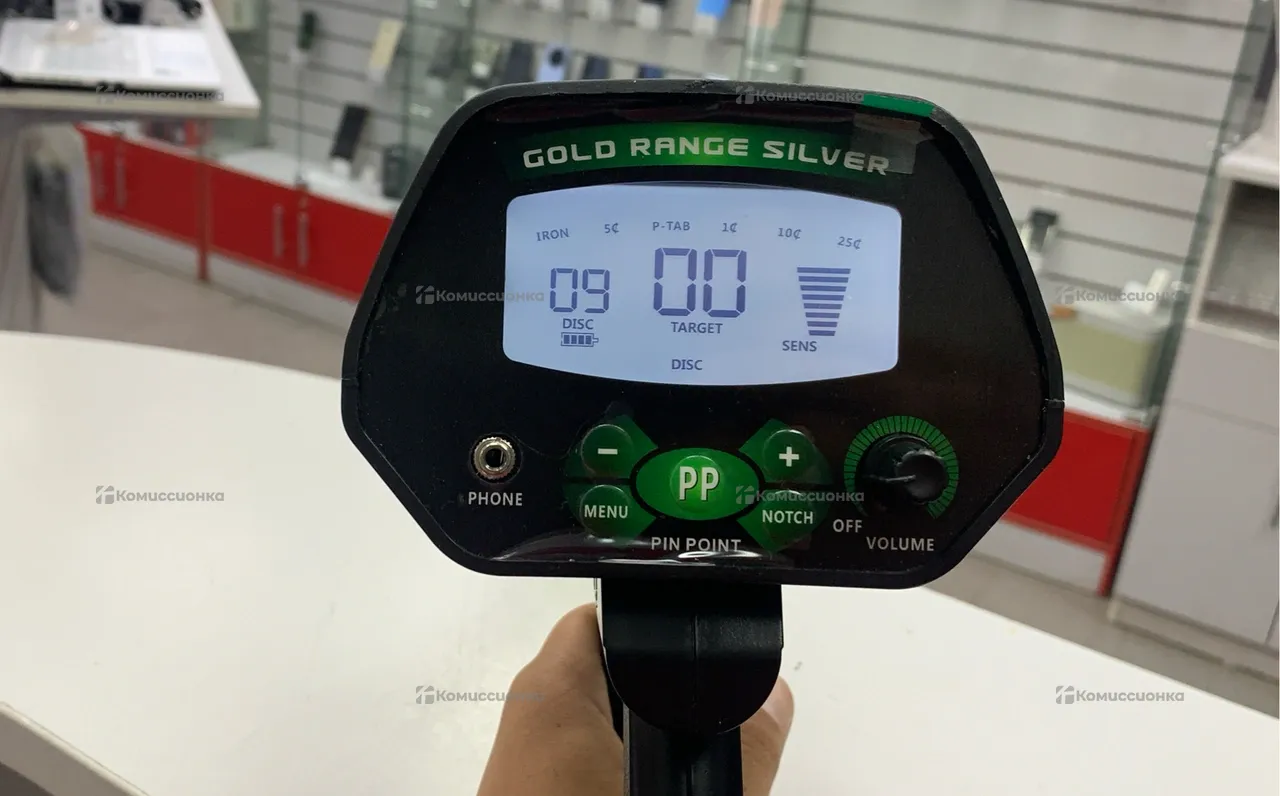 Комиссионка
Комиссионка
GOLD RANGE SILVER
IRON 5¢ P-TAB 1¢ 10¢ 25¢
Комиссионка
09 00
Комиссионка
DISC TARGET
SENS
DISC
− PP +
PHONE
Комиссионка
Комиссионка
MENU NOTCH
OFF
PIN POINT VOLUME
Комиссионка
Комиссионка